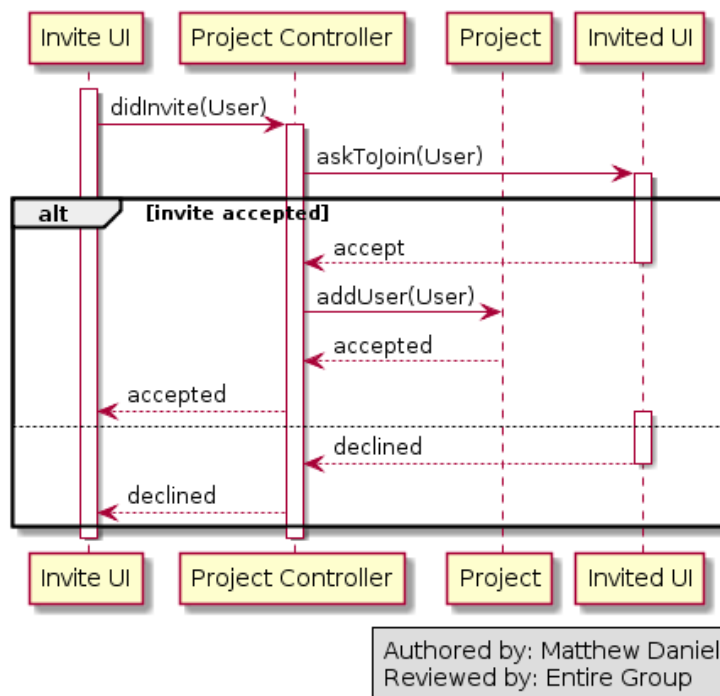 Invite UI
Project Controller
Project
Invited UI
didInvite(User)
askToJoin(User)
alt
[invite accepted]
accept
addUser(User)
accepted
accepted
declined
declined
Invite UI
Project Controller
Project
Invited UI
Authored by: Matthew Daniel
Reviewed by: Entire Group